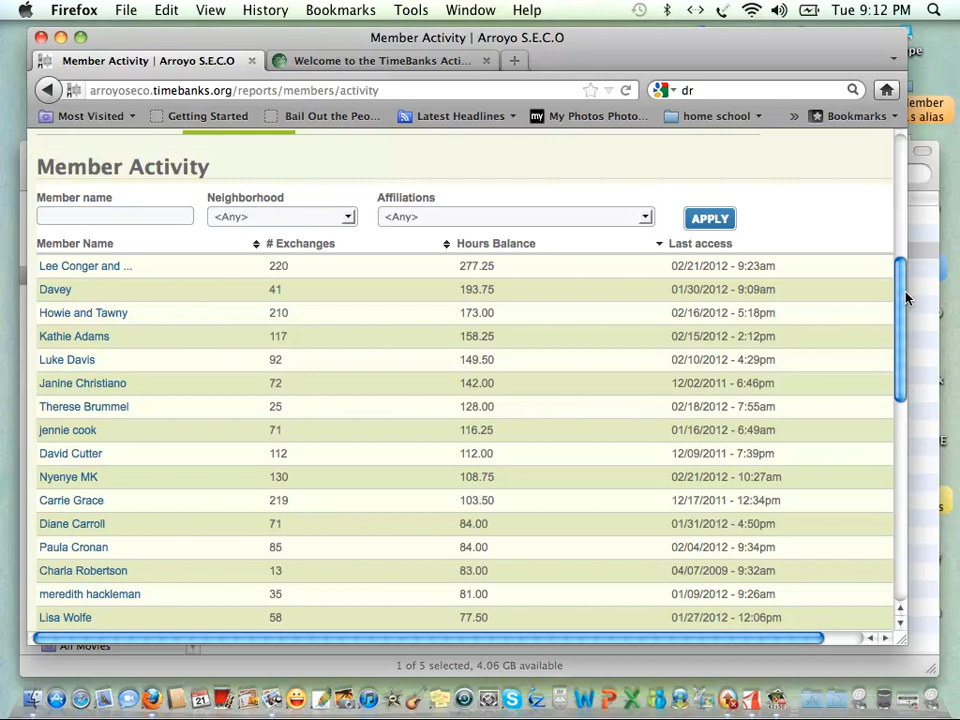 Firefox File Edit View History Bookmarks Tools Window Help Tue 9:12 PM
Member Activity | Arroyo S.E.C.O
Member Activity | Arroyo S.E.C.O Welcome to the TimeBanks Acti...
arroyoseco.timebanks.org/reports/members/activity dr
Most Visited Getting Started Bail Out the Peo... Latest Headlines my My Photos Photo... home school » Bookmarks
ember
s alias
Member Activity
Member name Neighborhood Affiliations
<Any> <Any> APPLY
Member Name # Exchanges Hours Balance Last access
Lee Conger and ... 220 277.25 02/21/2012 - 9:23am
Davey 41 193.75 01/30/2012 - 9:09am
Howie and Tawny 210 173.00 02/16/2012 - 5:18pm
Kathie Adams 117 158.25 02/15/2012 - 2:12pm
Luke Davis 92 149.50 02/10/2012 - 4:29pm
Janine Christiano 72 142.00 12/02/2011 - 6:46pm
Therese Brummel 25 128.00 02/18/2012 - 7:55am
jennie cook 71 116.25 01/16/2012 - 6:49am
David Cutter 112 112.00 12/09/2011 - 7:39pm
Nyenye MK 130 108.75 02/21/2012 - 10:27am
Carrie Grace 219 103.50 12/17/2011 - 12:34pm
Diane Carroll 71 84.00 01/31/2012 - 4:50pm
Paula Cronan 85 84.00 02/04/2012 - 9:34pm
Charla Robertson 13 83.00 04/07/2009 - 9:32am
meredith hackleman 35 81.00 01/09/2012 - 9:26am
Lisa Wolfe 58 77.50 01/27/2012 - 12:06pm
All Movies
1 of 5 selected, 4.06 GB available